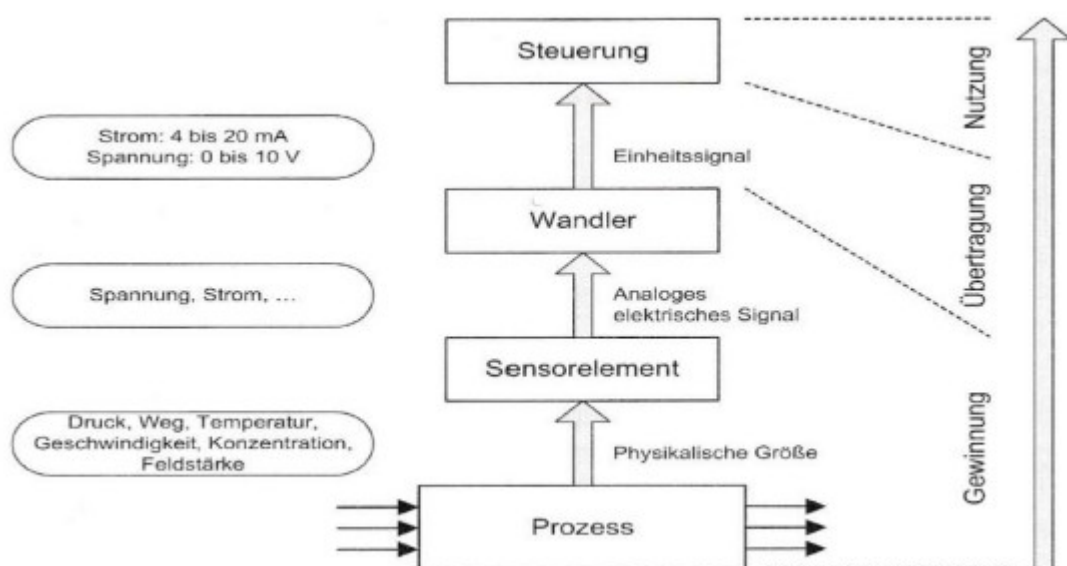 Steuerung
Nutzung
Strom: 4 bis 20 mA
Spannung: 0 bis 10 V
Einheitssignal
Wandler
Übertragung
Spannung, Strom, ...
Analoges
elektrisches Signal
Sensorelement
Druck, Weg, Temperatur,
Geschwindigkeit, Konzentration,
Feldstärke
Physikalische Größe
Gewinnung
Prozess